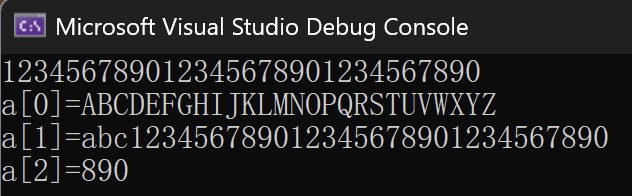 Microsoft Visual Studio Debug Console
123456789012345678901234567890
a[0]=ABCDEFGHIJKLMNOPQRSTUVWXYZ
a[1]=abc123456789012345678901234567890
a[2]=890